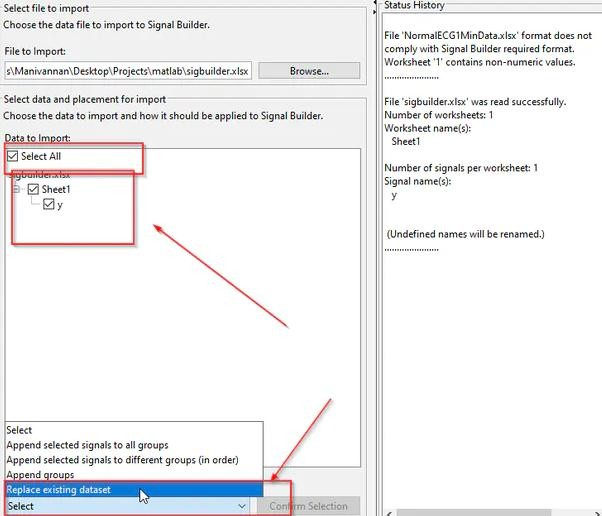 Select file to import
Choose the data file to import to Signal Builder.
File to Import:
s\Manivannan\Desktop\Projects\matlab\sigbuilder.xlsx
Browse...
Select data and placement for import
Choose the data to import and how it should be applied to Signal Builder.
Data to Import:
Select All
sigbuilder.xlsx
Sheet1
y
Select
Append selected signals to all groups
Append selected signals to different groups (in order)
Append groups
Replace existing dataset
Select
Confirm Selection
Status History
File 'NormalECG1MinData.xlsx' format does not
comply with Signal Builder required format.
Worksheet '1' contains non-numeric values.
......................
File 'sigbuilder.xlsx' was read successfully.
Number of worksheets: 1
Worksheet name(s):
Sheet1
Number of signals per worksheet: 1
Signal name(s):
y
(Undefined names will be renamed.)
......................